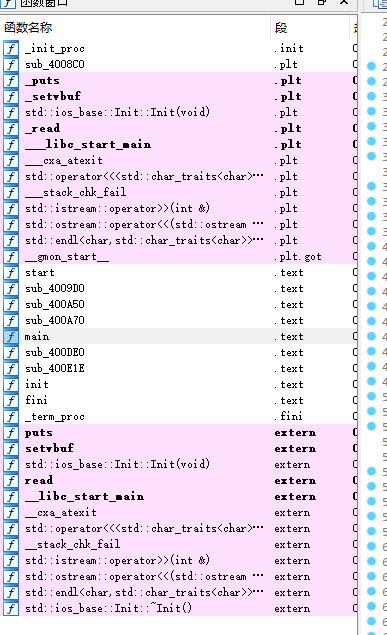 函数窗口
函数名称 段
_init_proc .init
sub_4008C0 .plt
_puts .plt
_setvbuf .plt
std::ios_base::Init::Init(void) .plt
_read .plt
___libc_start_main .plt
___cxa_atexit .plt
std::operator<<<std::char_traits<char>>… .plt
___stack_chk_fail .plt
std::istream::operator>>(int &) .plt
std::ostream::operator<<(std::ostream … .plt
std::endl<char,std::char_traits<char>>… .plt
__gmon_start__ .plt.got
start .text
sub_4009D0 .text
sub_400A50 .text
sub_400A70 .text
main .text
sub_400DE0 .text
sub_400E1E .text
init .text
fini .text
_term_proc .fini
puts extern
setvbuf extern
std::ios_base::Init::Init(void) extern
read extern
__libc_start_main extern
__cxa_atexit extern
std::operator<<<std::char_traits<char>>… extern
__stack_chk_fail extern
std::istream::operator>>(int &) extern
std::ostream::operator<<(std::ostream … extern
std::endl<char,std::char_traits<char>>… extern
std::ios_base::Init::~Init() extern